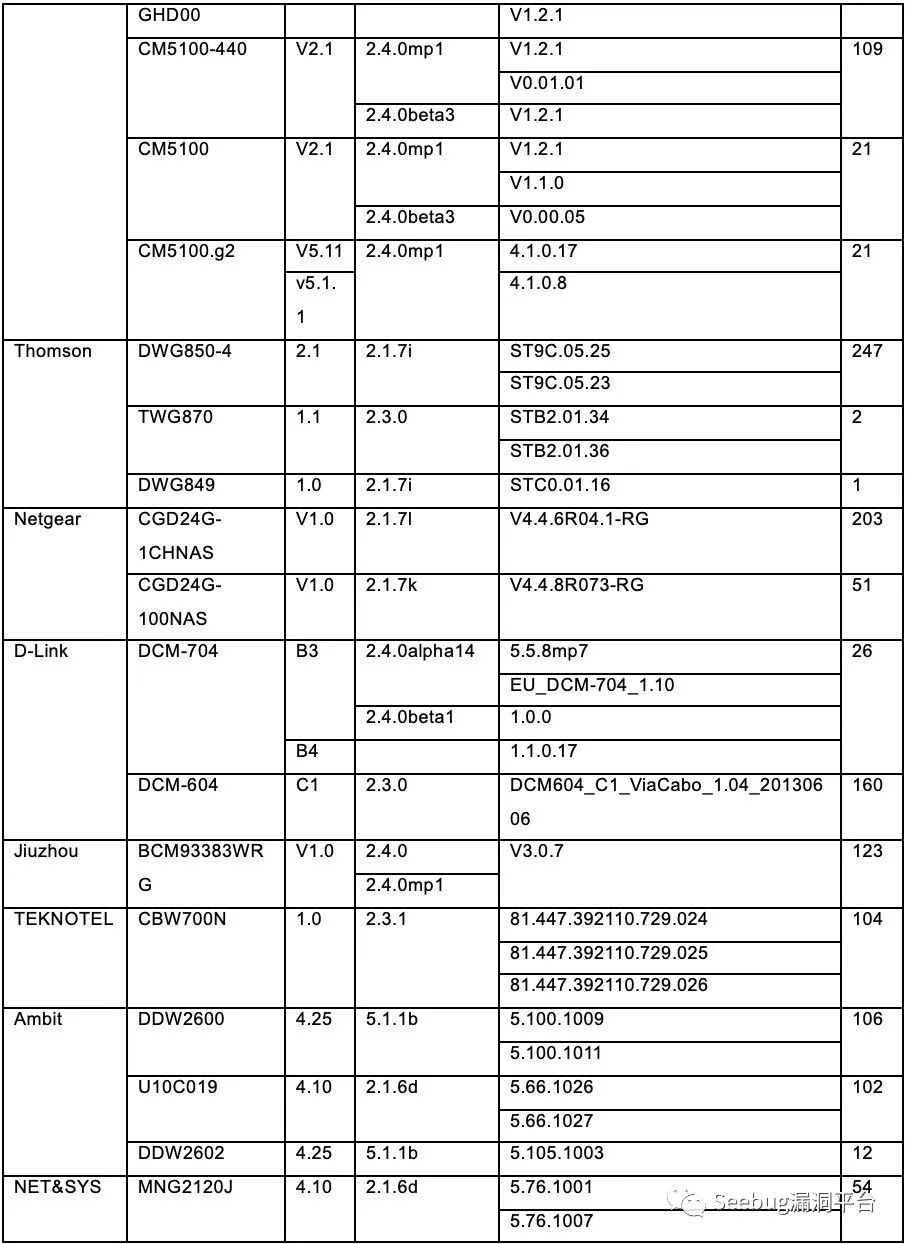 GHD00 V1.2.1
CM5100-440 V2.1 2.4.0mp1 V1.2.1 109
V0.01.01
2.4.0beta3 V1.2.1
CM5100 V2.1 2.4.0mp1 V1.2.1 21
V1.1.0
2.4.0beta3 V0.00.05
CM5100.g2 V5.11 2.4.0mp1 4.1.0.17 21
v5.1. 4.1.0.8
1
Thomson DWG850-4 2.1 2.1.7i ST9C.05.25 247
ST9C.05.23
TWG870 1.1 2.3.0 STB2.01.34 2
STB2.01.36
DWG849 1.0 2.1.7i STC0.01.16 1
Netgear CGD24G- V1.0 2.1.7l V4.4.6R04.1-RG 203
1CHNAS
CGD24G- V1.0 2.1.7k V4.4.8R073-RG 51
100NAS
D-Link DCM-704 B3 2.4.0alpha14 5.5.8mp7 26
EU_DCM-704_1.10
2.4.0beta1 1.0.0
B4 1.1.0.17
DCM-604 C1 2.3.0 DCM604_C1_ViaCabo_1.04_201306 160
06
Jiuzhou BCM93383WR V1.0 2.4.0 V3.0.7 123
G 2.4.0mp1
TEKNOTEL CBW700N 1.0 2.3.1 81.447.392110.729.024 104
81.447.392110.729.025
81.447.392110.729.026
Ambit DDW2600 4.25 5.1.1b 5.100.1009 106
5.100.1011
U10C019 4.10 2.1.6d 5.66.1026 102
5.66.1027
DDW2602 4.25 5.1.1b 5.105.1003 12
NET&SYS MNG2120J 4.10 2.1.6d 5.76.1001 54
Seebug漏洞平台
5.76.1007